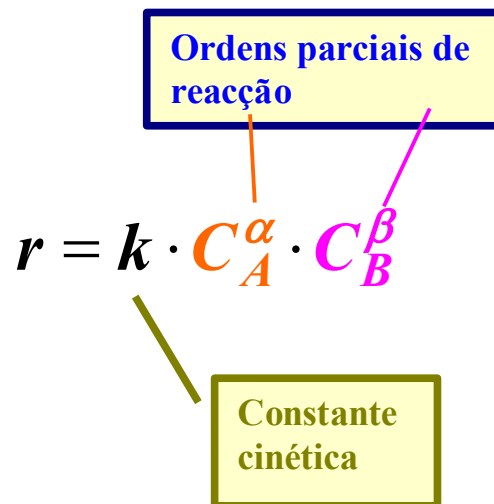 Ordens parciais de
reacção
r = k · C_A^α · C_B^β
Constante
cinética